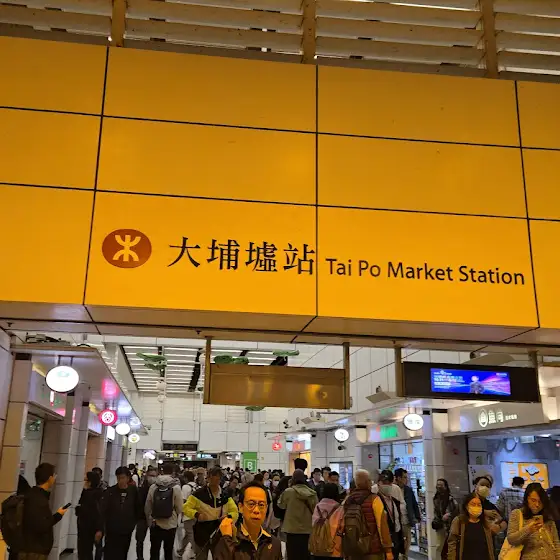 大埔墟站 Tai Po Market Station
B